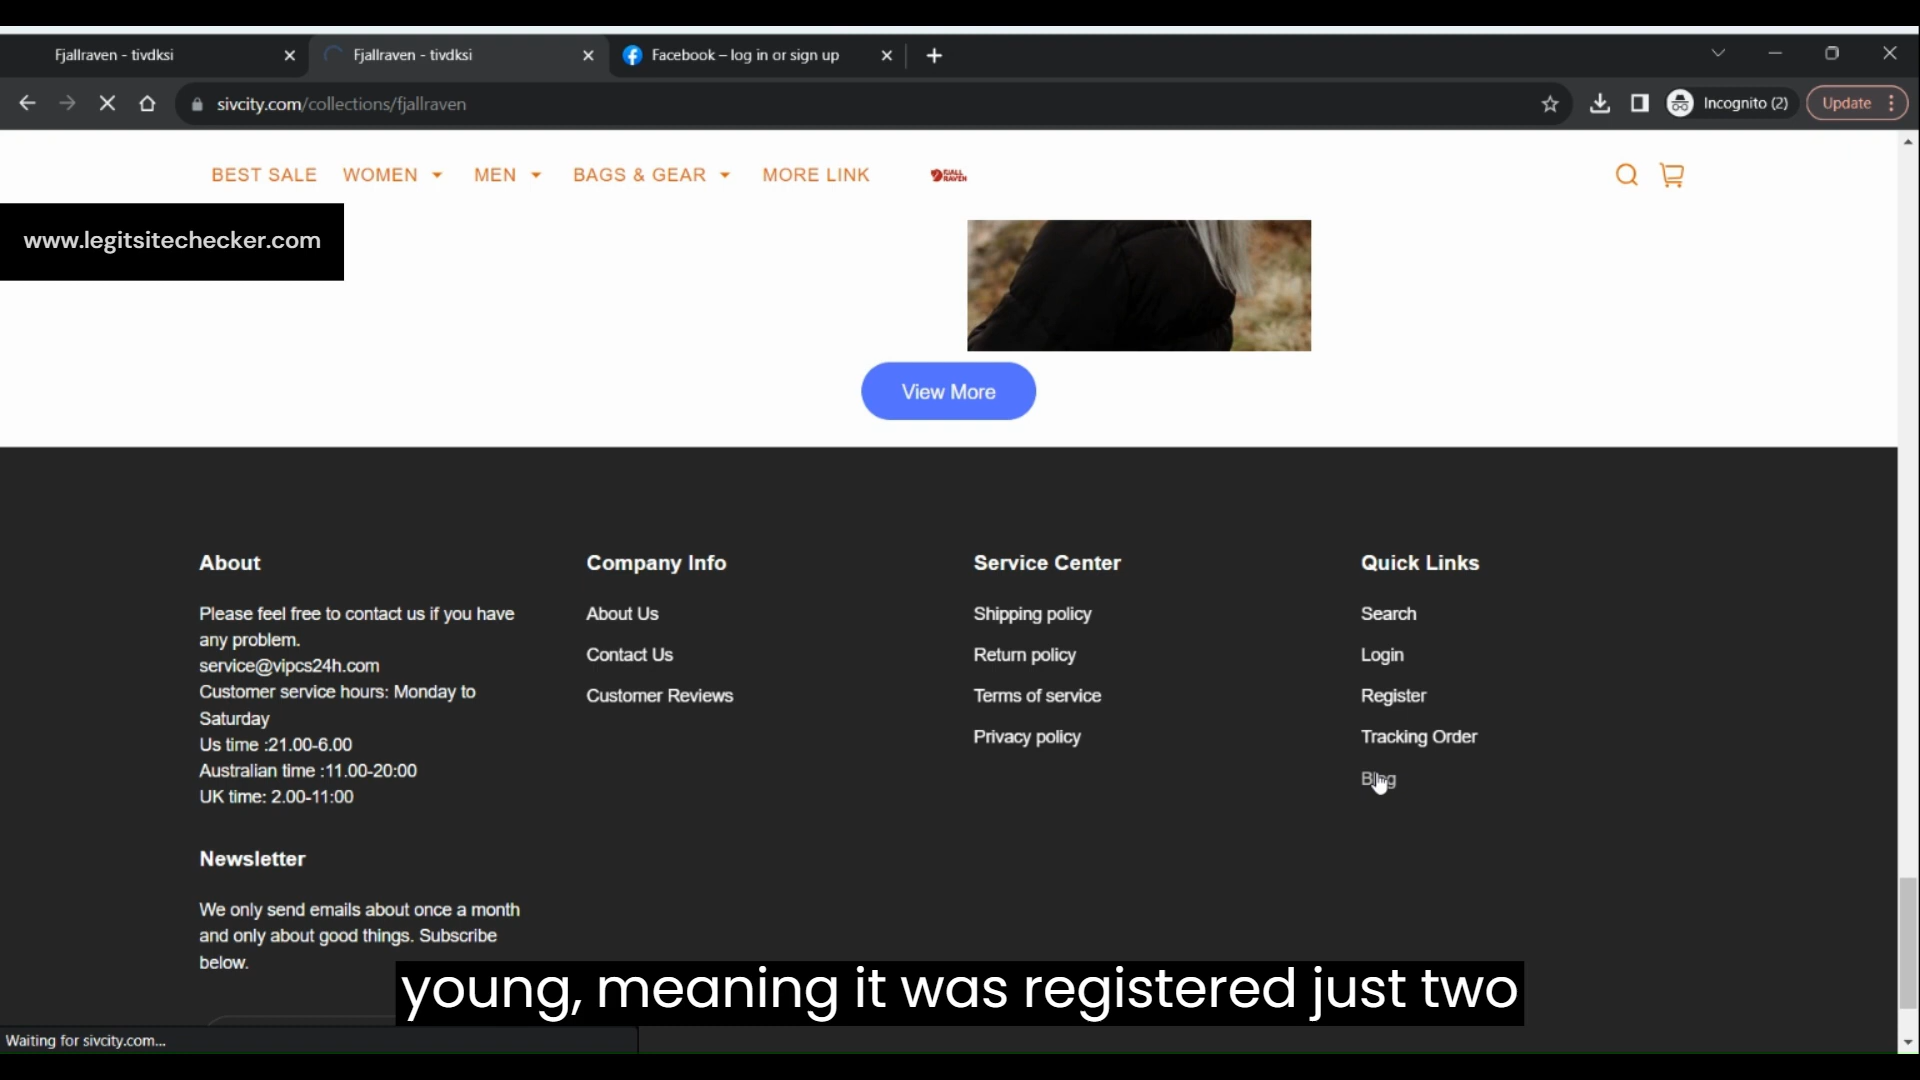 Fjallraven - tivdksi
Fjallraven - tivdksi
Facebook – log in or sign up
sivcity.com/collections/fjallraven
Incognito (2)
Update
BEST SALE
WOMEN
MEN
BAGS & GEAR
MORE LINK
FJALL
RAVEN
www.legitsitechecker.com
View More
About
Please feel free to contact us if you have
any problem.
service@vipcs24h.com
Customer service hours: Monday to
Saturday
Us time :21.00-6.00
Australian time :11.00-20:00
UK time: 2.00-11:00
Newsletter
We only send emails about once a month
and only about good things. Subscribe
below.
Company Info
About Us
Contact Us
Customer Reviews
Service Center
Shipping policy
Return policy
Terms of service
Privacy policy
Quick Links
Search
Login
Register
Tracking Order
Blog
young, meaning it was registered just two
Waiting for sivcity.com...